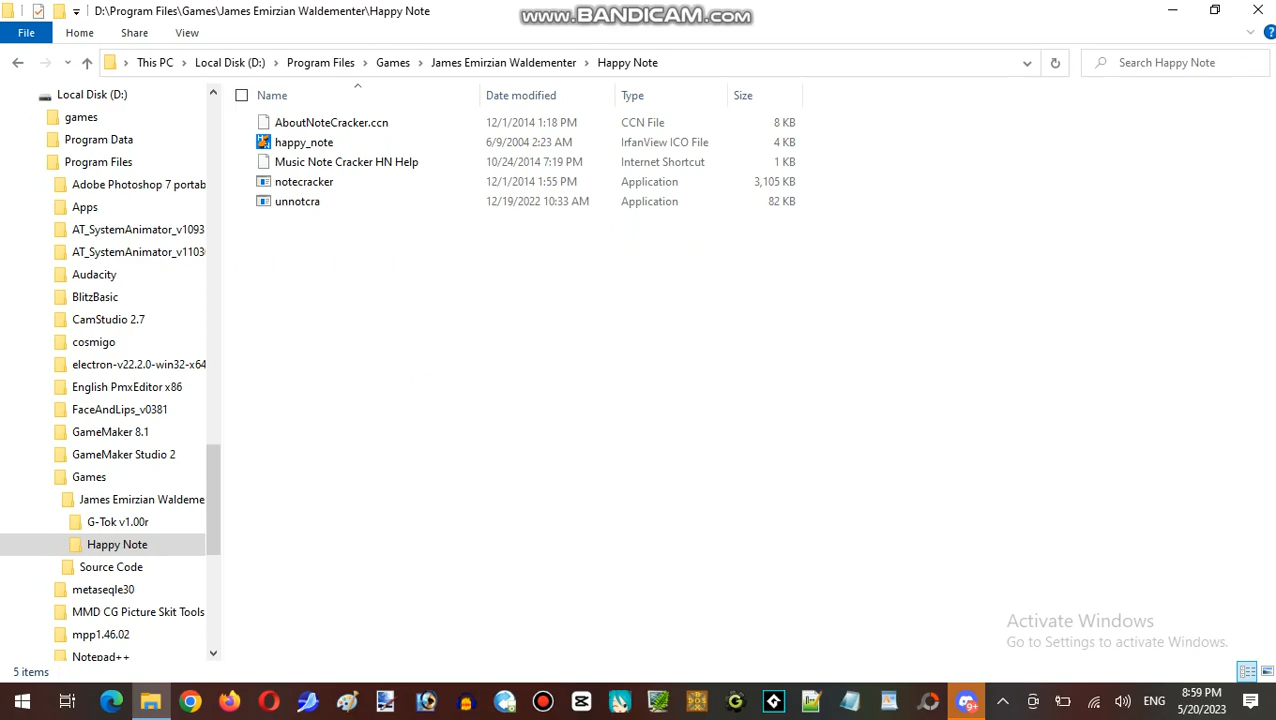 D:\Program Files\Games\James Emirzian Waldementer\Happy Note
www.BANDICAM.com
File Home Share View
This PC > Local Disk (D:) > Program Files > Games > James Emirzian Waldementer > Happy Note
Search Happy Note
Name Date modified Type Size
AboutNoteCracker.ccn 12/1/2014 1:18 PM CCN File 8 KB
happy_note 6/9/2004 2:23 AM IrfanView ICO File 4 KB
Music Note Cracker HN Help 10/24/2014 7:19 PM Internet Shortcut 1 KB
notecracker 12/1/2014 1:55 PM Application 3,105 KB
unnotcra 12/19/2022 10:33 AM Application 82 KB
Local Disk (D:)
games
Program Data
Program Files
Adobe Photoshop 7 portab
Apps
AT_SystemAnimator_v1093
AT_SystemAnimator_v1103
Audacity
BlitzBasic
CamStudio 2.7
cosmigo
electron-v22.2.0-win32-x64
English PmxEditor x86
FaceAndLips_v0381
GameMaker 8.1
GameMaker Studio 2
Games
James Emirzian Waldeme
G-Tok v1.00r
Happy Note
Source Code
metaseqle30
MMD CG Picture Skit Tools
mpp1.46.02
Notepad++
Activate Windows
Go to Settings to activate Windows.
5 items
9+
ENG
8:59 PM
5/20/2023